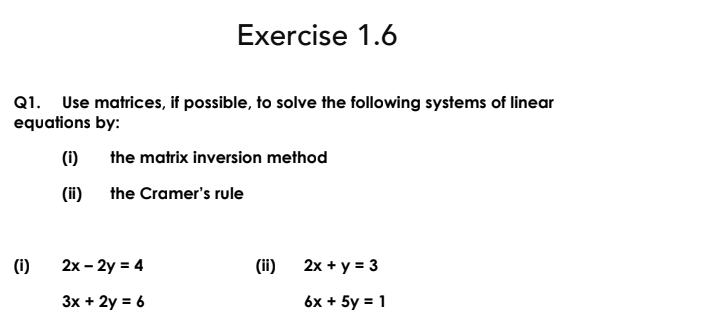 Exercise 1.6
Q1. Use matrices, if possible, to solve the following systems of linear
equations by:
(i) the matrix inversion method
(ii) the Cramer's rule
(i) 2x – 2y = 4 (ii) 2x + y = 3
3x + 2y = 6 6x + 5y = 1